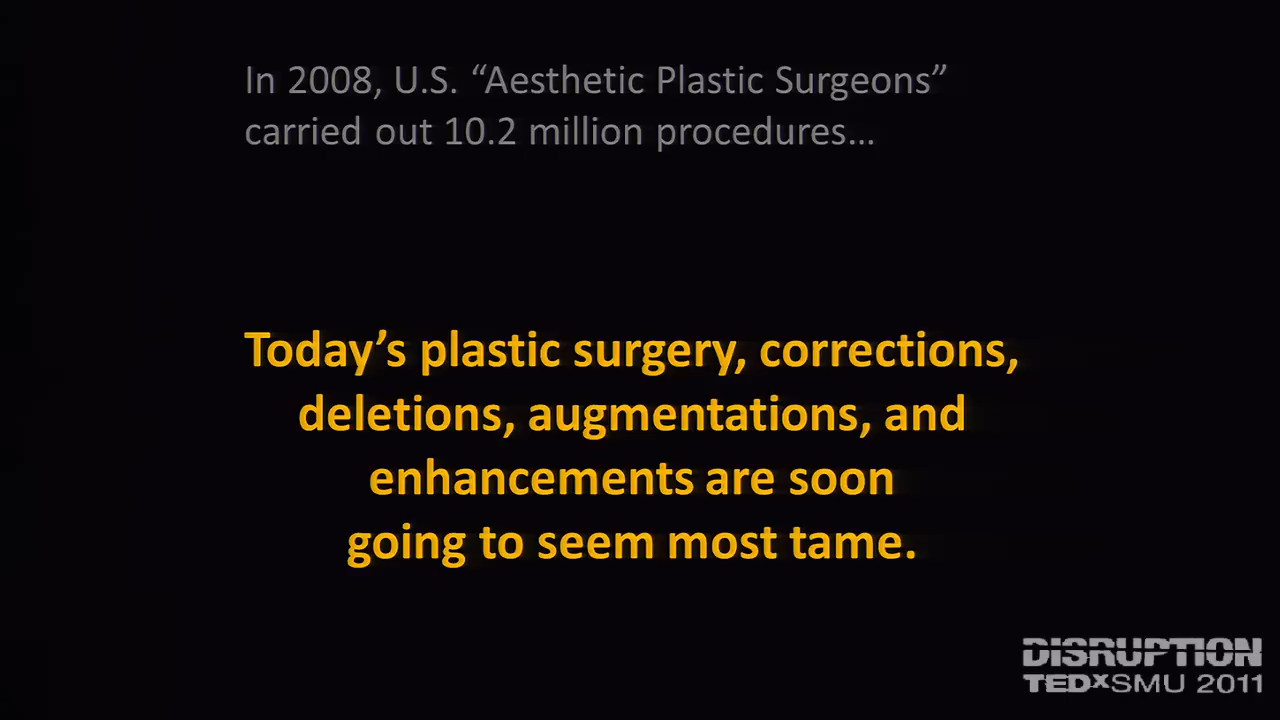 In 2008, U.S. “Aesthetic Plastic Surgeons”
carried out 10.2 million procedures…
Today’s plastic surgery, corrections,
deletions, augmentations, and
enhancements are soon
going to seem most tame.
DISRUPTION
TEDxSMU 2011